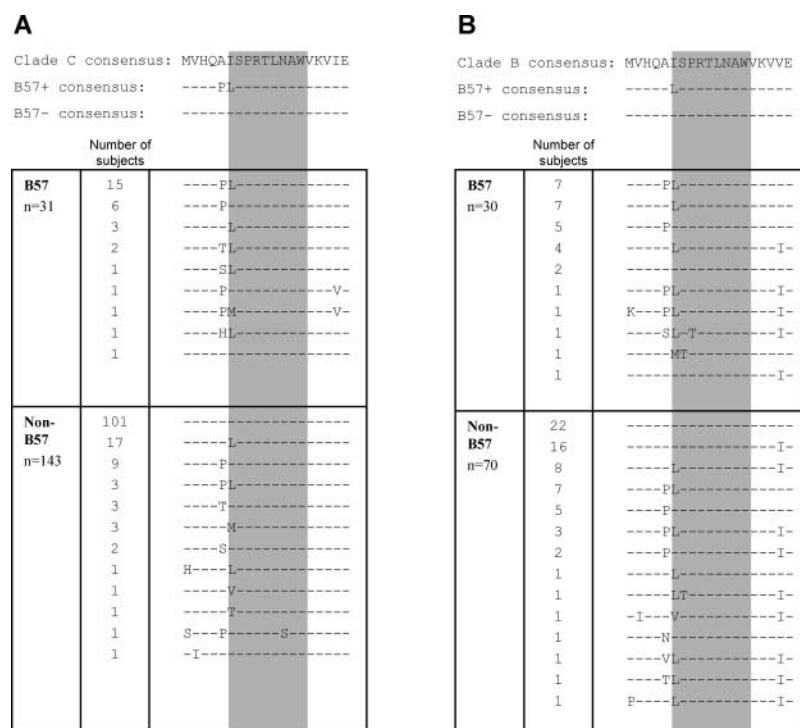 A
Clade C consensus: MVHQAISPRTLNAWVKVIE
B57+ consensus: ----PL-------------
B57- consensus: -------------------
Number of
subjects
B57
n=31
15 ----PL-------------
6 ----P--------------
3 -----L-------------
2 ----TL-------------
1 ----SL-------------
1 ----P------------V-
1 ----PM-----------V-
1 ----HL-------------
1 -------------------
Non-
B57
n=143
101 -------------------
17 -----L-------------
9 ----P--------------
3 ----PL-------------
3 ----T--------------
3 -----M-------------
2 ----S--------------
1 H----L-------------
1 -----V-------------
1 -----T-------------
1 S---P------S-------
1 -I-----------------
B
Clade B consensus: MVHQAISPRTLNAWVKVVE
B57+ consensus: -----L-------------
B57- consensus: -------------------
Number of
subjects
B57
n=30
7 ----PL-------------
7 -----L-------------
5 ----P--------------
4 -----L-----------I-
2 -------------------
1 ----PL-----------I-
1 K---PL-----------I-
1 ----SL-T-----------
1 -----MT------------
1 -----------------I-
Non-
B57
n=70
22 -------------------
16 -----------------I-
8 -----L-----------I-
7 ----PL-------------
5 ----P--------------
3 ----PL-----------I-
2 ----P------------I-
1 -----L-------------
1 -----LT----------I-
1 -I---V-----------I-
1 ----N--------------
1 ----VL-----------I-
1 ----TL-----------I-
1 P----L-----------I-